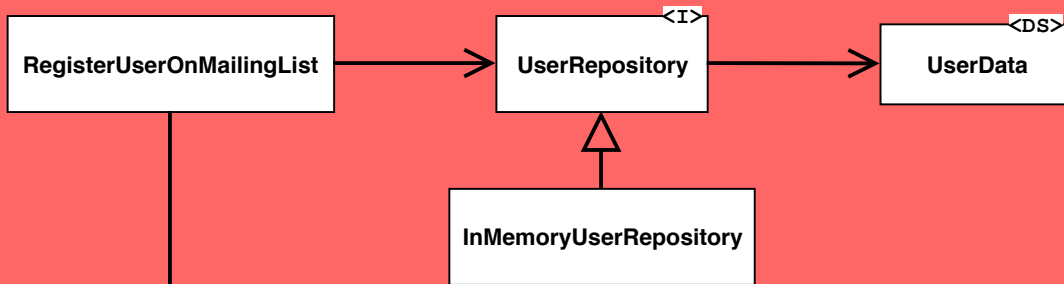 <I>
<DS>
RegisterUserOnMailingList
UserRepository
UserData
InMemoryUserRepository